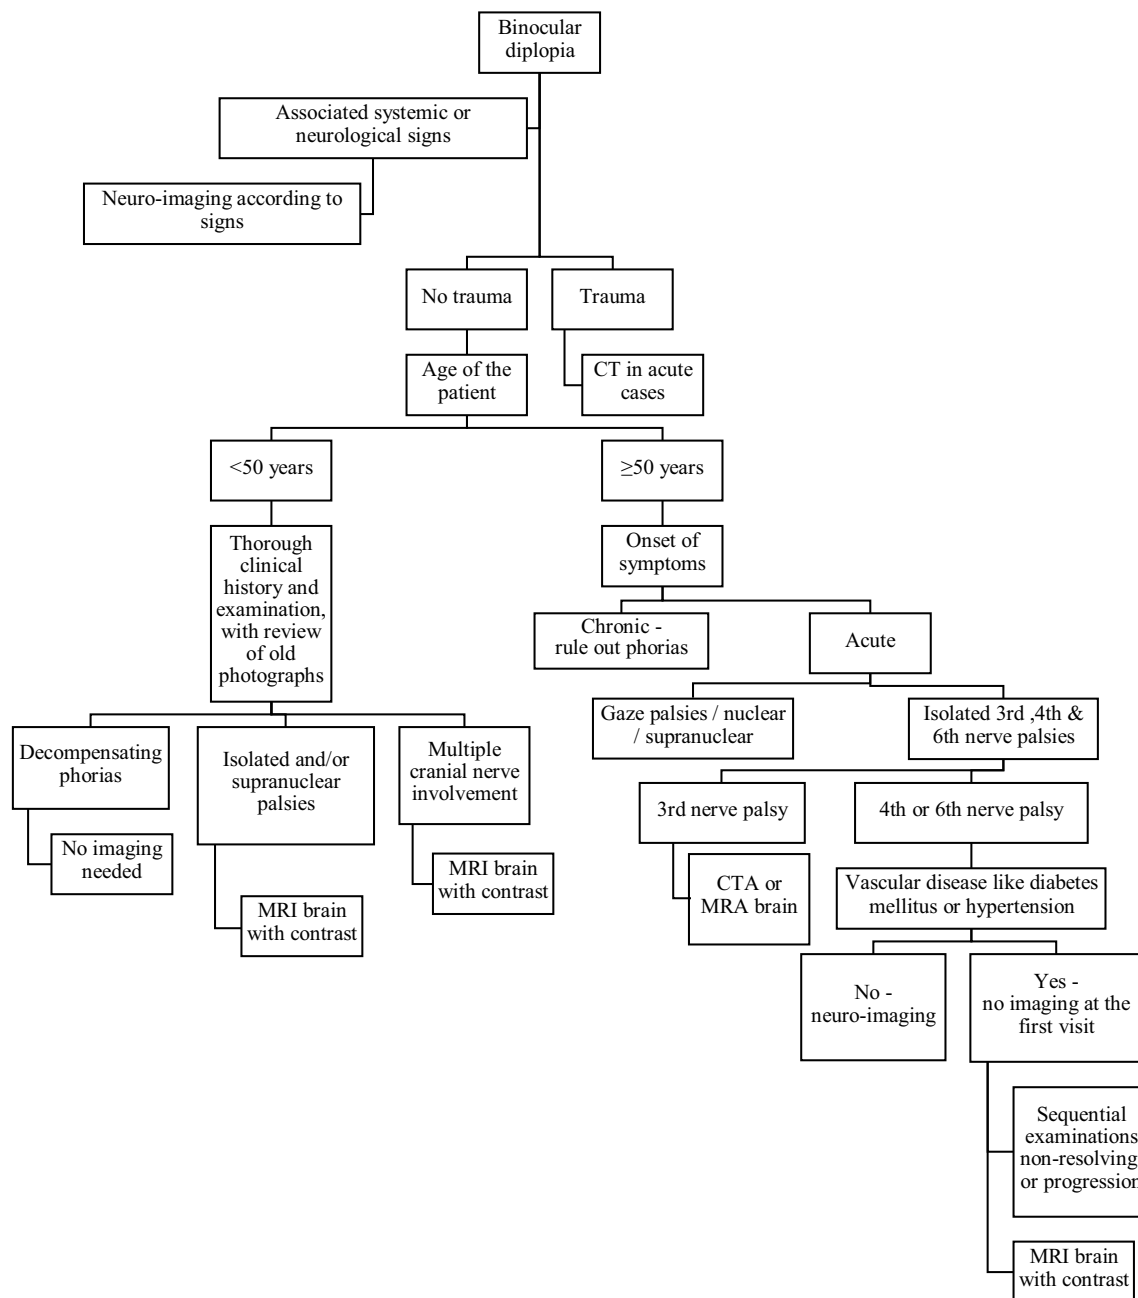 Binocular
diplopia
Associated systemic or
neurological signs
Neuro-imaging according to
signs
No trauma
Trauma
Age of the
patient
CT in acute
cases
<50 years
≥50 years
Thorough
clinical
history and
examination,
with review
of old
photographs
Onset of
symptoms
Chronic -
rule out phorias
Acute
Decompensating
phorias
Isolated and/or
supranuclear
palsies
Multiple
cranial nerve
involvement
Gaze palsies / nuclear
/ supranuclear
Isolated 3rd ,4th &
6th nerve palsies
No imaging
needed
MRI brain
with contrast
MRI brain
with contrast
3rd nerve palsy
4th or 6th nerve palsy
CTA or
MRA brain
Vascular disease like diabetes
mellitus or hypertension
No -
neuro-imaging
Yes -
no imaging at the
first visit
Sequential
examinations
non-resolving
or progression
MRI brain
with contrast